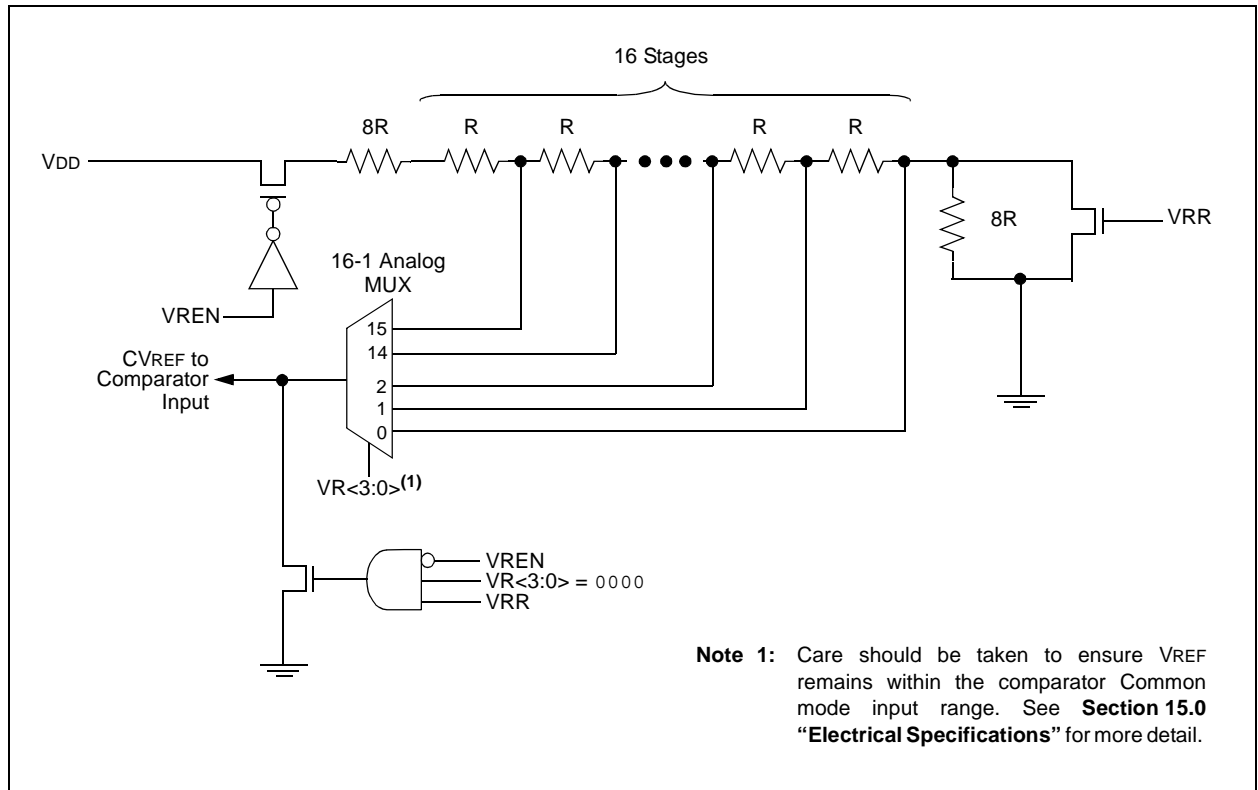 16 Stages
8R R R R R
VDD
8R
VRR
16-1 Analog
MUX
VREN
15
14
2
1
0
CVREF to
Comparator
Input
VR<3:0>(1)
VREN
VR<3:0> = 0000
VRR
Note 1: Care should be taken to ensure VREF
remains within the comparator Common
mode input range. See Section 15.0
“Electrical Specifications” for more detail.